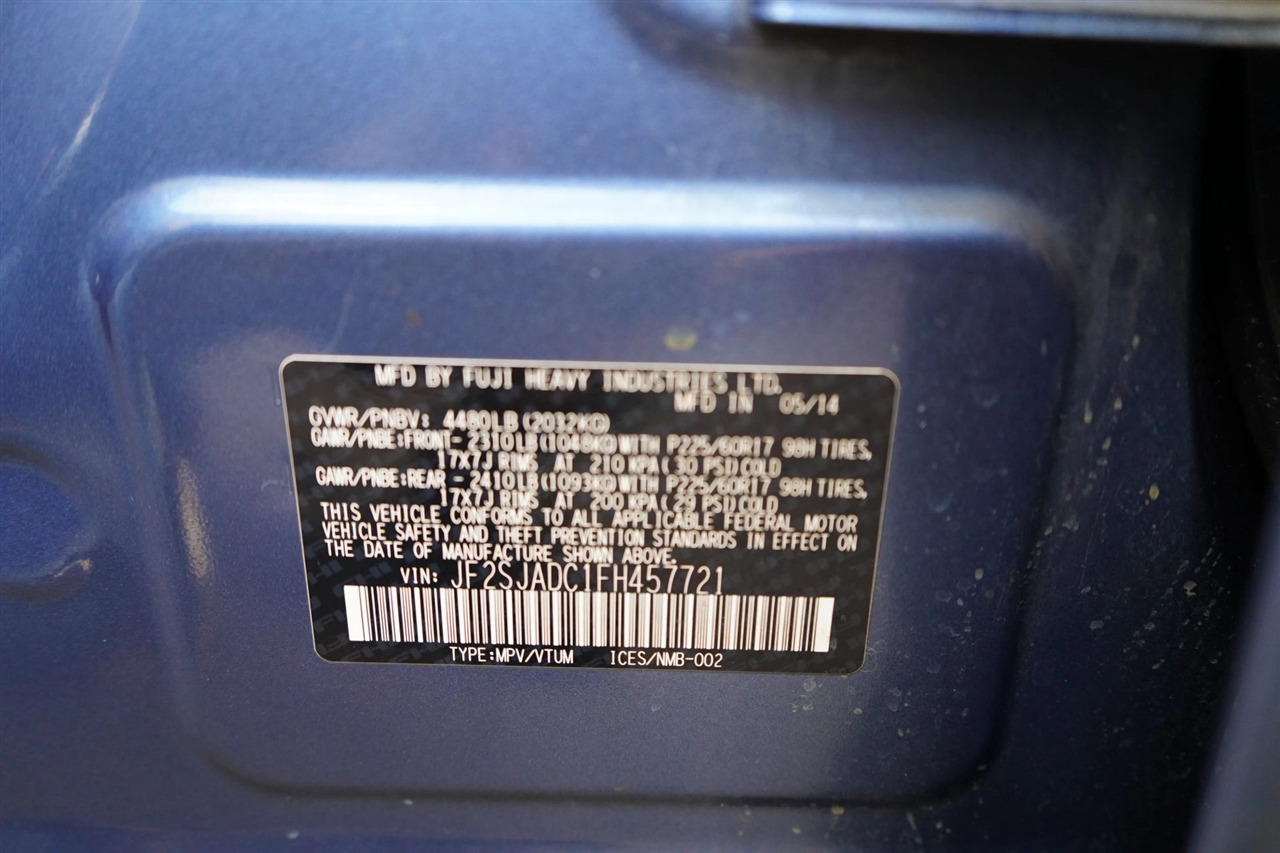 MFD BY FUJI HEAVY INDUSTRIES LTD.
MFD IN 05/14
GVWR/PNBV: 4480LB (2032KG)
GAWR/PNBE:FRONT- 2310LB(1048KG)WITH P225/60R17 98H TIRES,
17X7J RIMS AT 210 KPA( 30 PSI)COLD
GAWR/PNBE:REAR - 2410LB(1093KG)WITH P225/60R17 98H TIRES,
17X7J RIMS AT 200 KPA( 29 PSI)COLD
THIS VEHICLE CONFORMS TO ALL APPLICABLE FEDERAL MOTOR
VEHICLE SAFETY AND THEFT PREVENTION STANDARDS IN EFFECT ON
THE DATE OF MANUFACTURE SHOWN ABOVE.
VIN: JF2SJADC1FH457721
TYPE:MPV/VTUM ICES/NMB-002